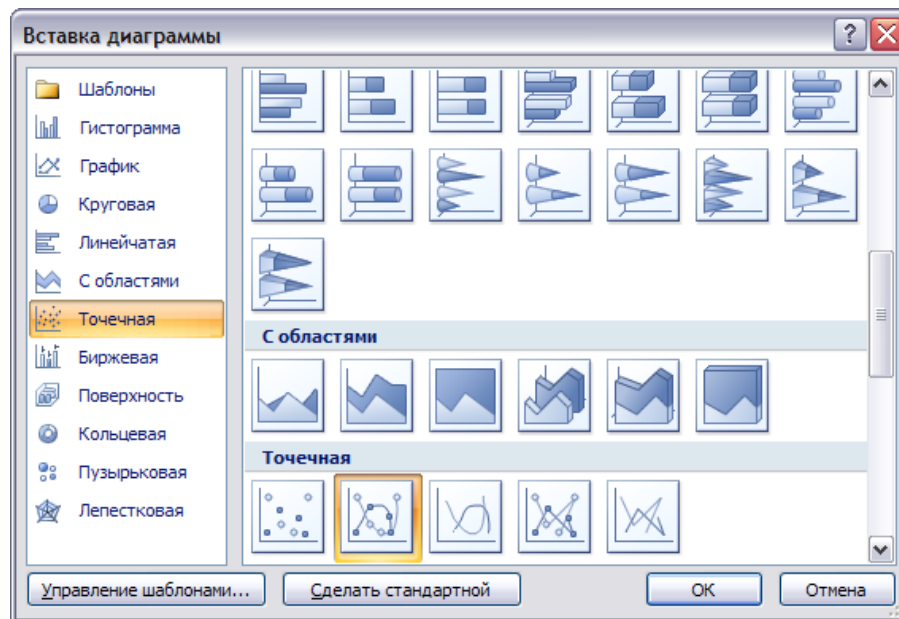 Вставка диаграммы
Шаблоны
Гистограмма
График
Круговая
Линейчатая
С областями
Точечная
Биржевая
Поверхность
Кольцевая
Пузырьковая
Лепестковая
С областями
Точечная
Управление шаблонами...
Сделать стандартной
ОК
Отмена